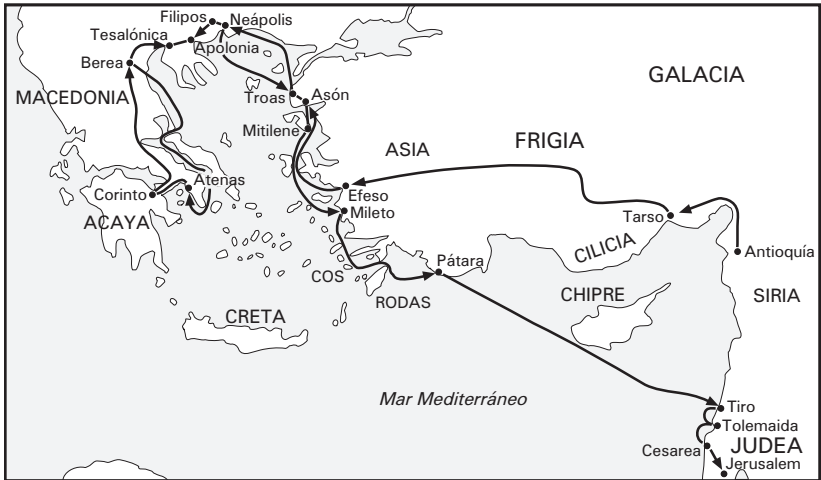 Filipos
Neápolis
Tesalónica
Apolonia
Berea
GALACIA
Troas
Asón
MACEDONIA
Mitilene
FRIGIA
ASIA
Atenas
Efeso
Corinto
Mileto
Tarso
ACAYA
CILICIA
Antioquía
Pátara
COS
CHIPRE
SIRIA
RODAS
CRETA
Mar Mediterráneo
Tiro
Tolemaida
Cesarea
JUDEA
Jerusalem